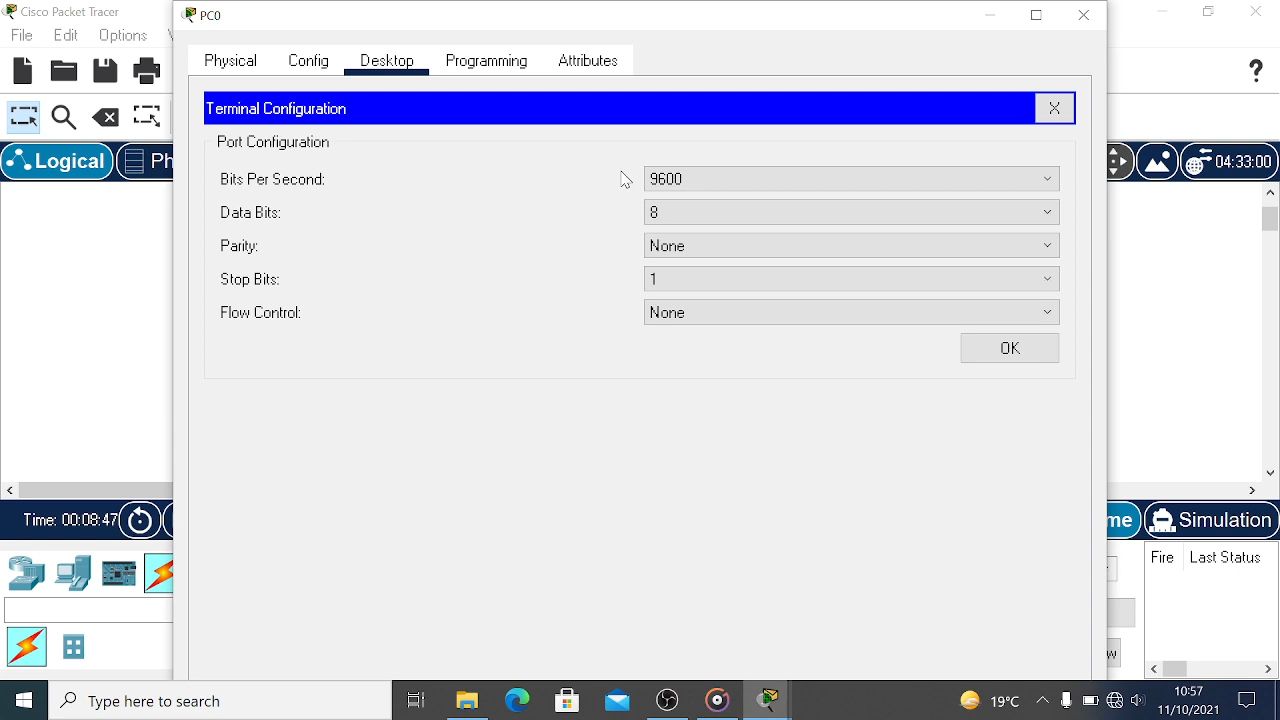 Cisco Packet Tracer
File Edit Options
PC0
Physical Config Desktop Programming Attributes
Terminal Configuration
X
Port Configuration
Bits Per Second: 9600
Data Bits: 8
Parity: None
Stop Bits: 1
Flow Control: None
OK
Logical Ph
04:33:00
Time: 00:08:47
me Simulation
Fire Last Status
w
Type here to search
19°C
10:57
11/10/2021